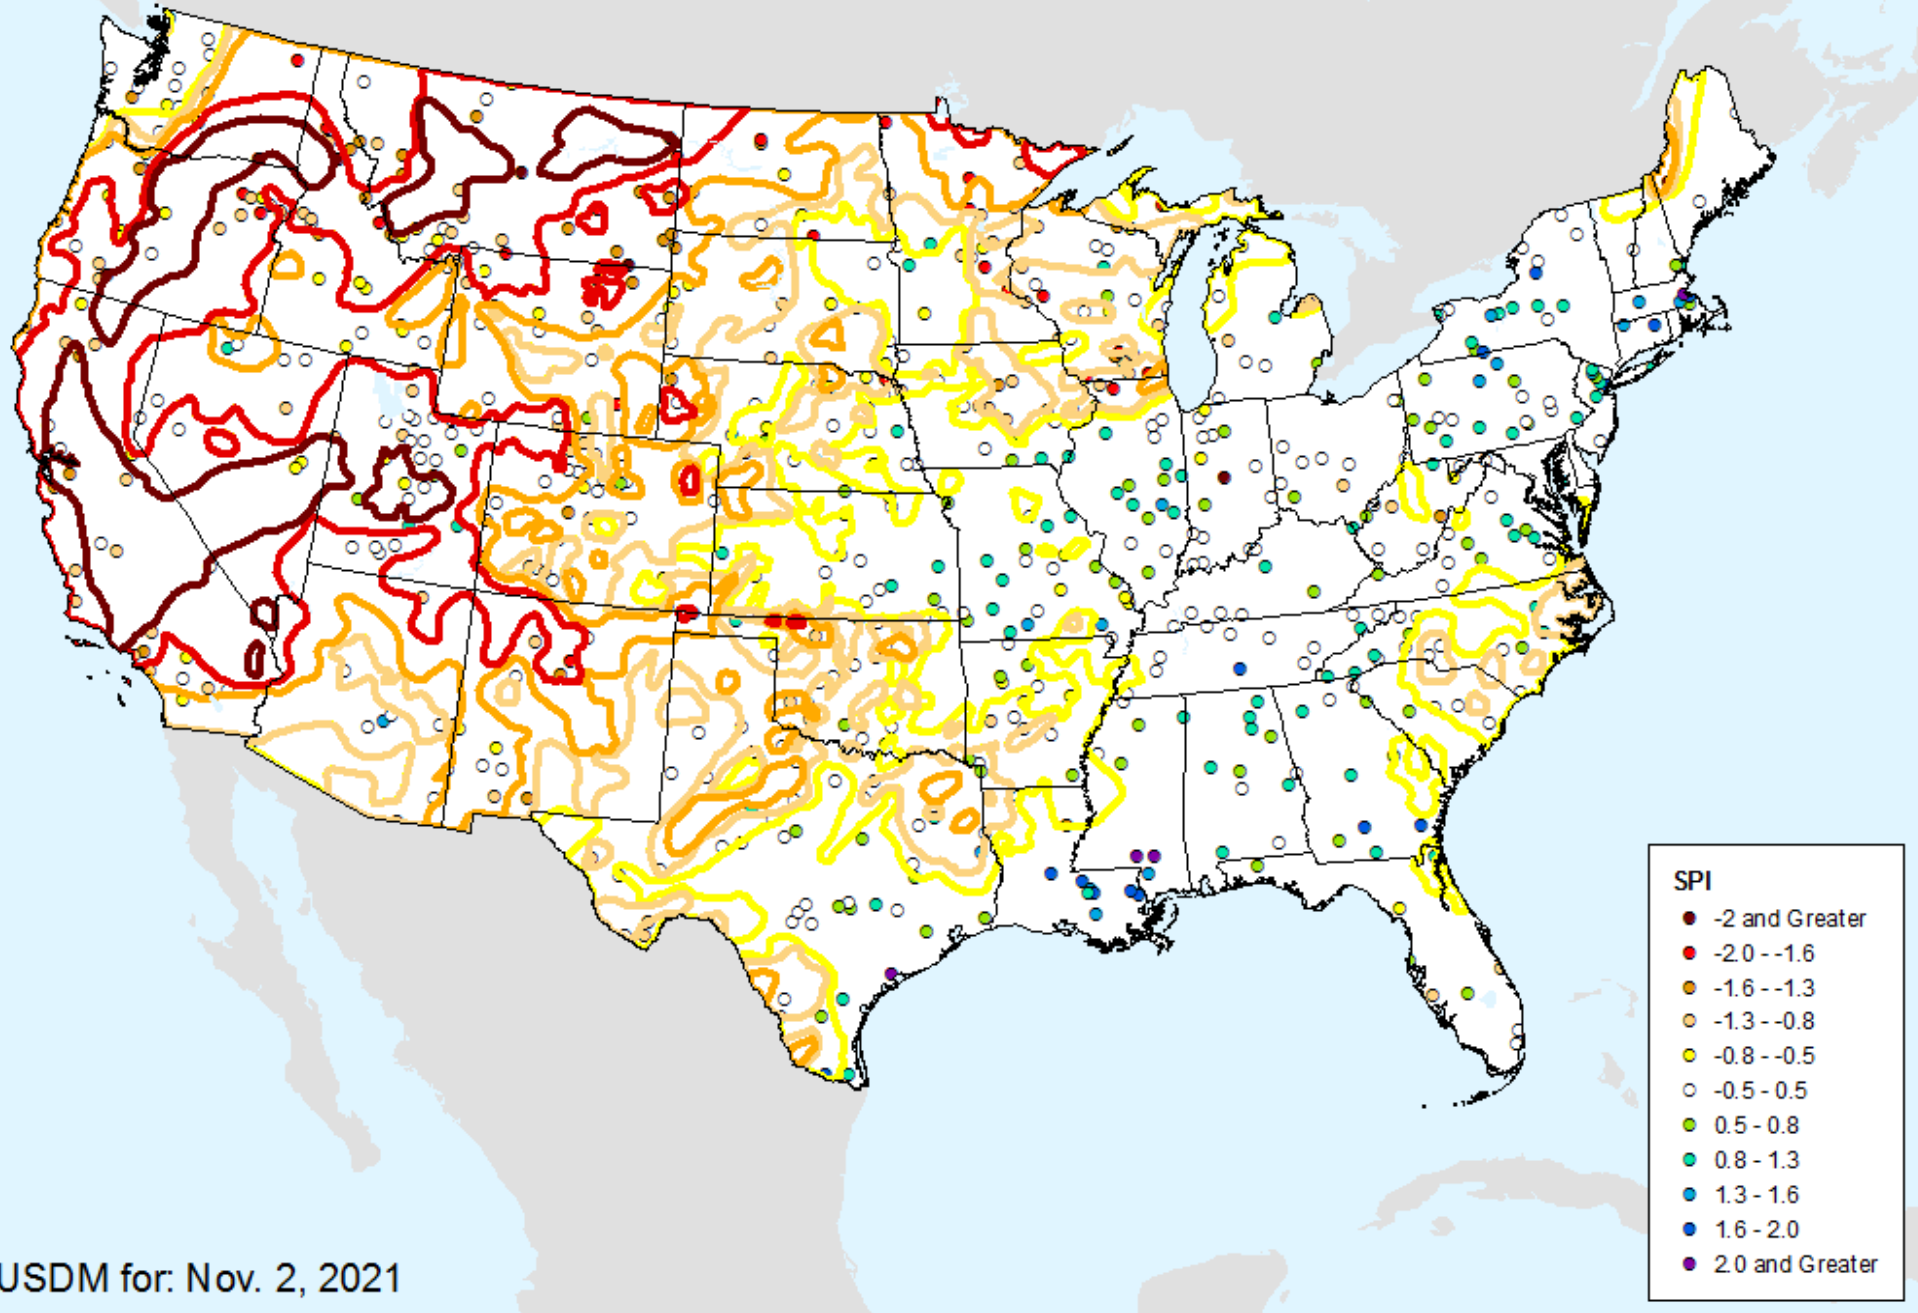 SPI
-2 and Greater
-2.0 - -1.6
-1.6 - -1.3
-1.3 - -0.8
-0.8 - -0.5
-0.5 - 0.5
0.5 - 0.8
0.8 - 1.3
1.3 - 1.6
1.6 - 2.0
2.0 and Greater
USDM for: Nov. 2, 2021